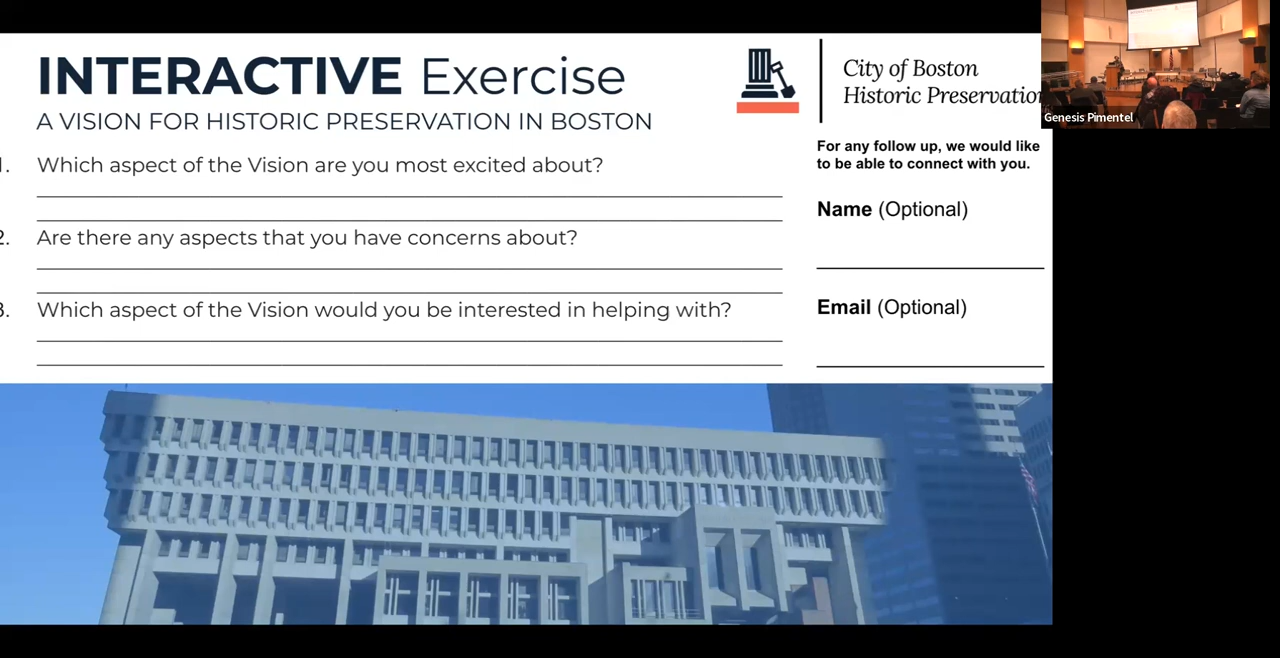 INTERACTIVE Exercise
A VISION FOR HISTORIC PRESERVATION IN BOSTON
1. Which aspect of the Vision are you most excited about?
2. Are there any aspects that you have concerns about?
3. Which aspect of the Vision would you be interested in helping with?
City of Boston
Historic Preservation
For any follow up, we would like
to be able to connect with you.
Name (Optional)
Email (Optional)
Genesis Pimentel